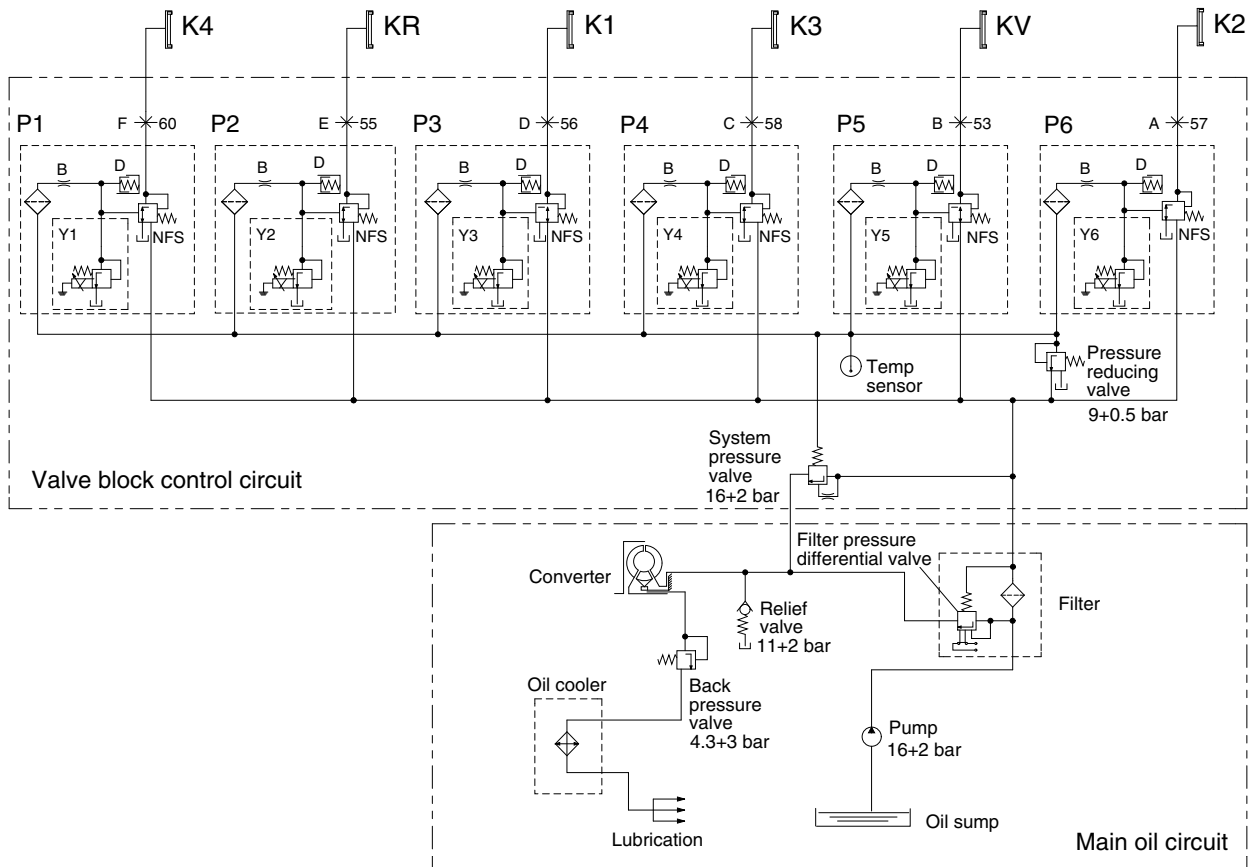 K4 KR K1 K3 KV K2
P1 F 60 P2 E 55 P3 D 56 P4 C 58 P5 B 53 P6 A 57
B D B D B D B D B D B D
Y1 NFS Y2 NFS Y3 NFS Y4 NFS Y5 NFS Y6 NFS
Temp
sensor
Pressure
reducing
valve
9+0.5 bar
System
pressure
valve
16+2 bar
Valve block control circuit
Filter pressure
differential valve
Converter
Relief
valve
11+2 bar
Filter
Oil cooler
Back
pressure
valve
4.3+3 bar
Pump
16+2 bar
Lubrication
Oil sump
Main oil circuit